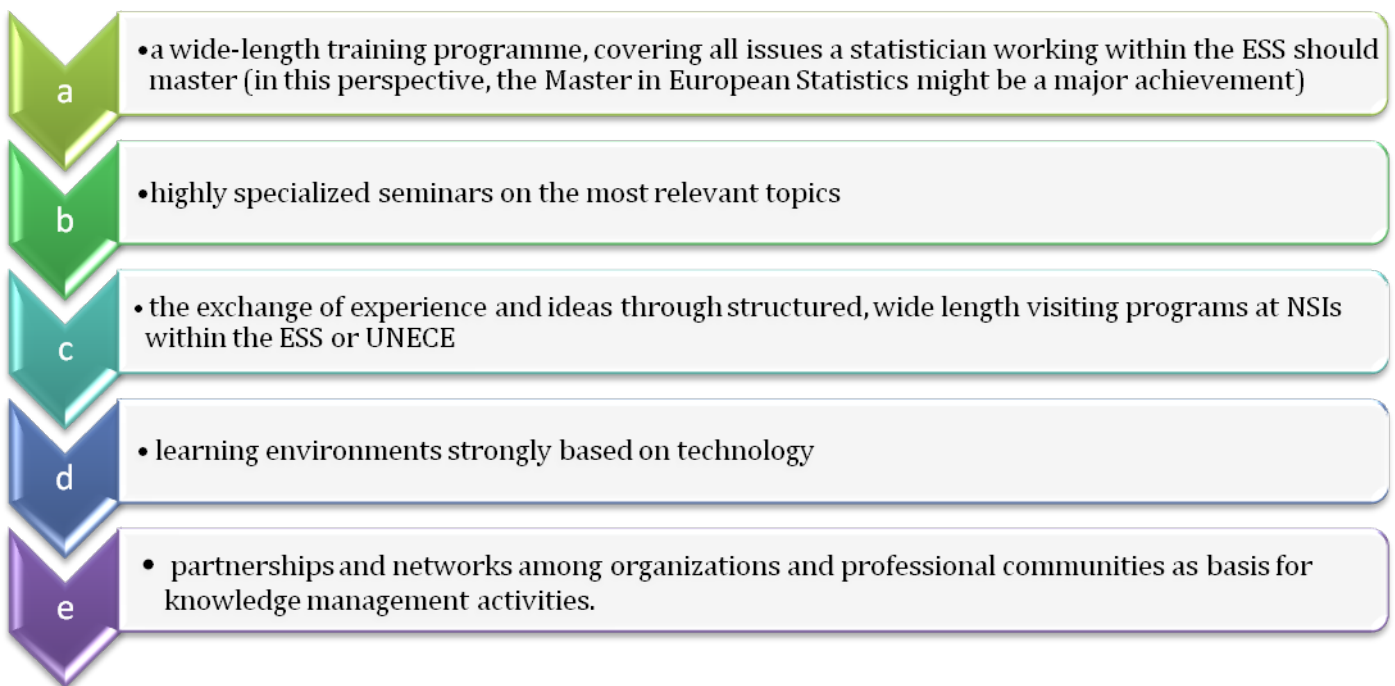 a
•a wide-length training programme, covering all issues a statistician working within the ESS should
master (in this perspective, the Master in European Statistics might be a major achievement)
b
•highly specialized seminars on the most relevant topics
c
• the exchange of experience and ideas through structured, wide length visiting programs at NSIs
within the ESS or UNECE
d
• learning environments strongly based on technology
e
• partnerships and networks among organizations and professional communities as basis for
knowledge management activities.